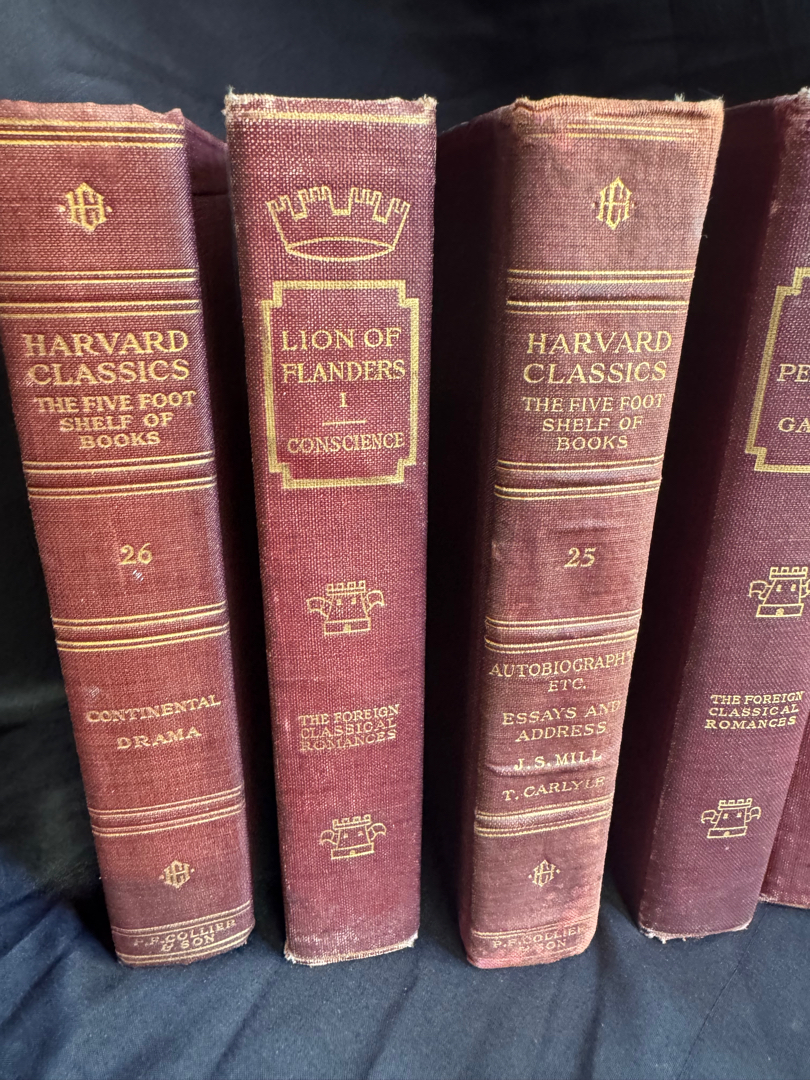 HARVARD
CLASSICS
THE FIVE FOOT
SHELF OF
BOOKS
26
CONTINENTAL
DRAMA
P.F. COLLIER
& SON
LION OF
FLANDERS
I
CONSCIENCE
THE FOREIGN
CLASSICAL
ROMANCES
HARVARD
CLASSICS
THE FIVE FOOT
SHELF OF
BOOKS
25
AUTOBIOGRAPHY
ETC.
ESSAYS AND
ADDRESS
J.S. MILL
T. CARLYLE
P.F. COLLIER
& SON
PE
GA
THE FOREIGN
CLASSICAL
ROMANCES